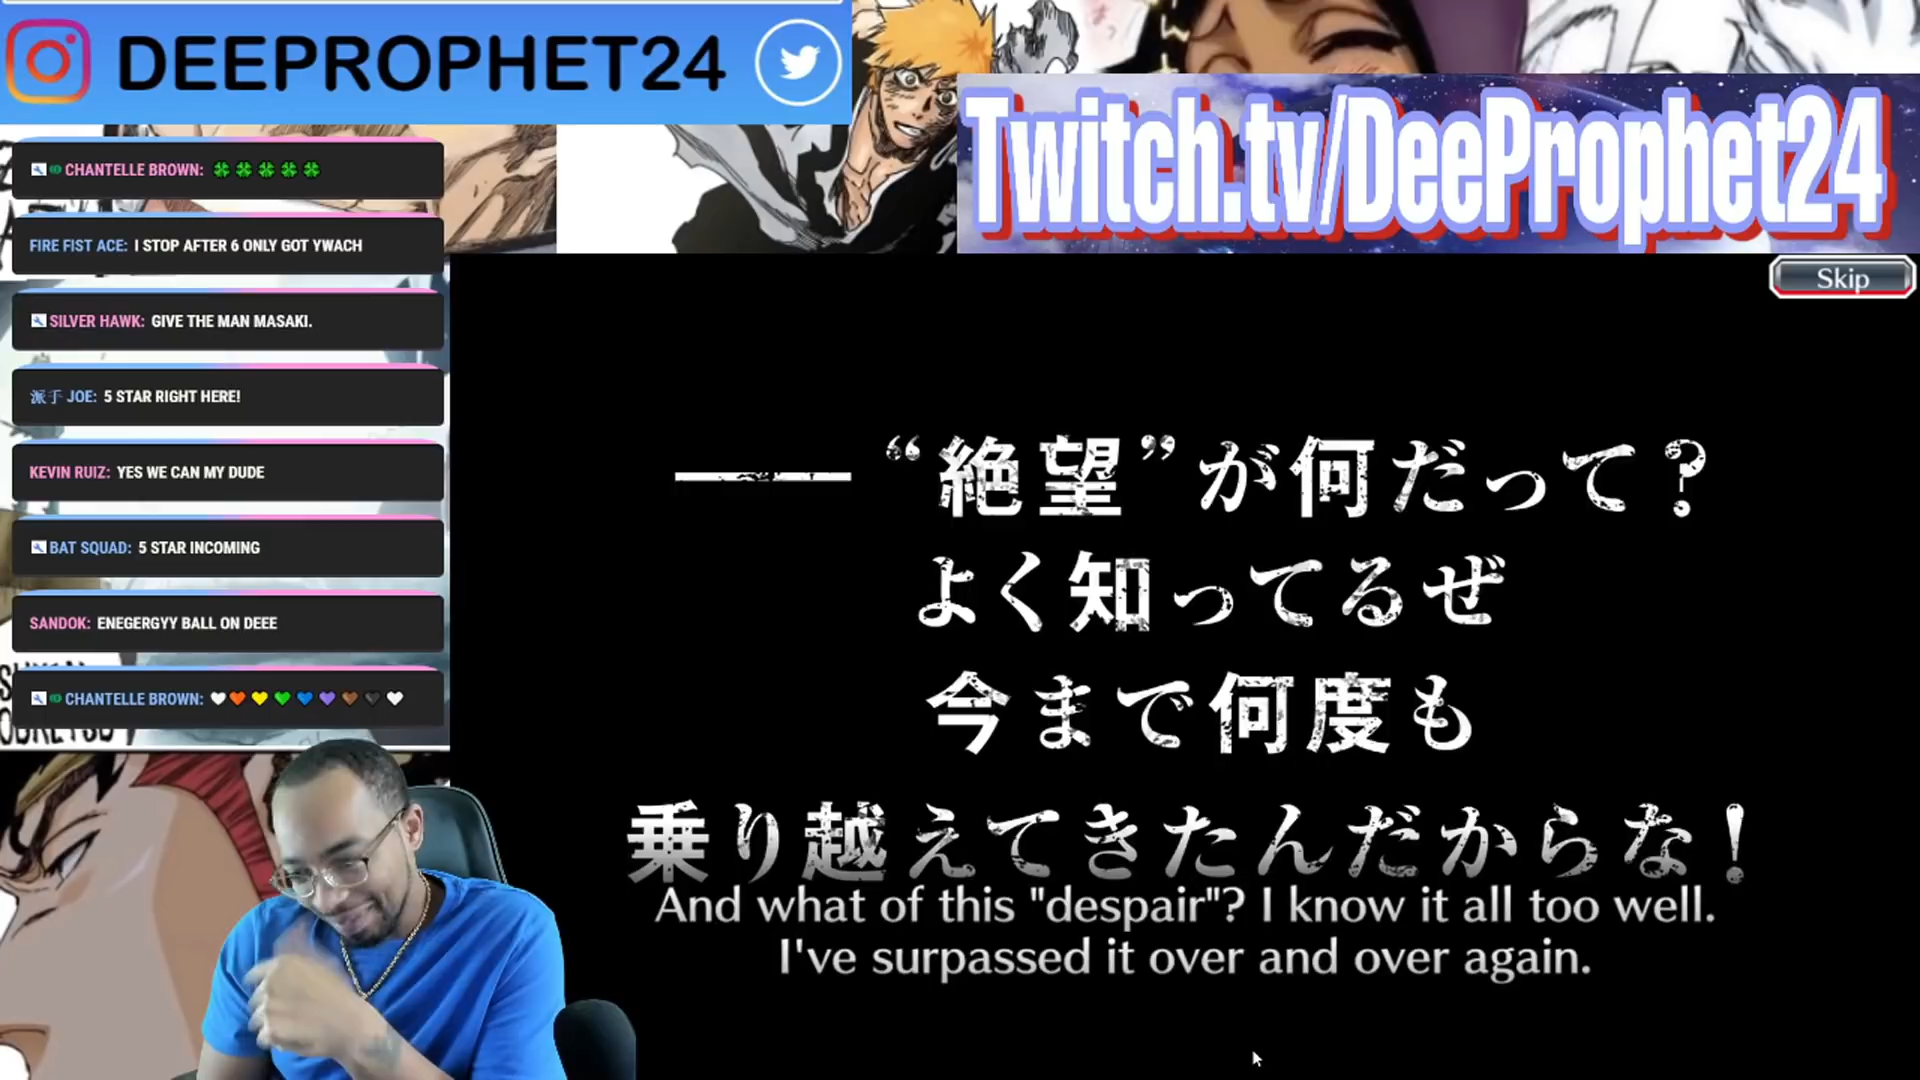 DEEPROPHET24
Twitch.tv/DeeProphet24
CHANTELLE BROWN: 🍀🍀🍀🍀🍀
FIRE FIST ACE: I STOP AFTER 6 ONLY GOT YWACH
SILVER HAWK: GIVE THE MAN MASAKI.
派手 JOE: 5 STAR RIGHT HERE!
KEVIN RUIZ: YES WE CAN MY DUDE
BAT SQUAD: 5 STAR INCOMING
SANDOK: ENEGERGYY BALL ON DEEE
CHANTELLE BROWN: 🤍🧡💛💚💙💜🤎🖤🤍
Skip
――“絶望”が何だって?
よく知ってるぜ
今まで何度も
乗り越えてきたんだからな!
And what of this "despair"? I know it all too well.
I've surpassed it over and over again.